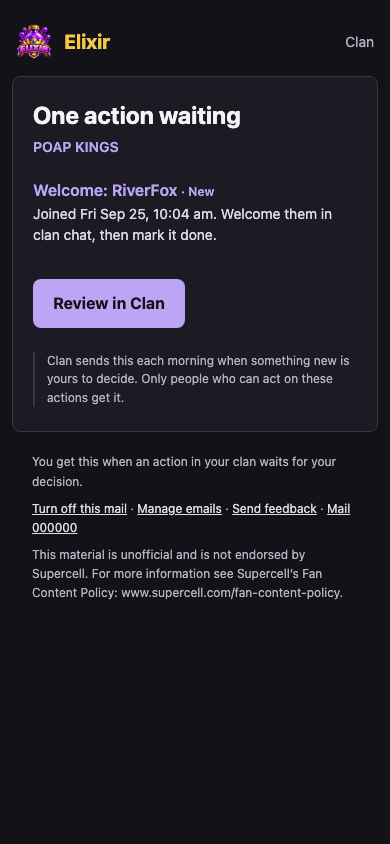 ELIXIR
Elixir
Clan
One action waiting
POAP KINGS
Welcome: RiverFox · New
Joined Fri Sep 25, 10:04 am. Welcome them in
clan chat, then mark it done.
Review in Clan
Clan sends this each morning when something new is
yours to decide. Only people who can act on these
actions get it.
You get this when an action in your clan waits for your
decision.
Turn off this mail · Manage emails · Send feedback · Mail
000000
This material is unofficial and is not endorsed by
Supercell. For more information see Supercell's Fan
Content Policy: www.supercell.com/fan-content-policy.